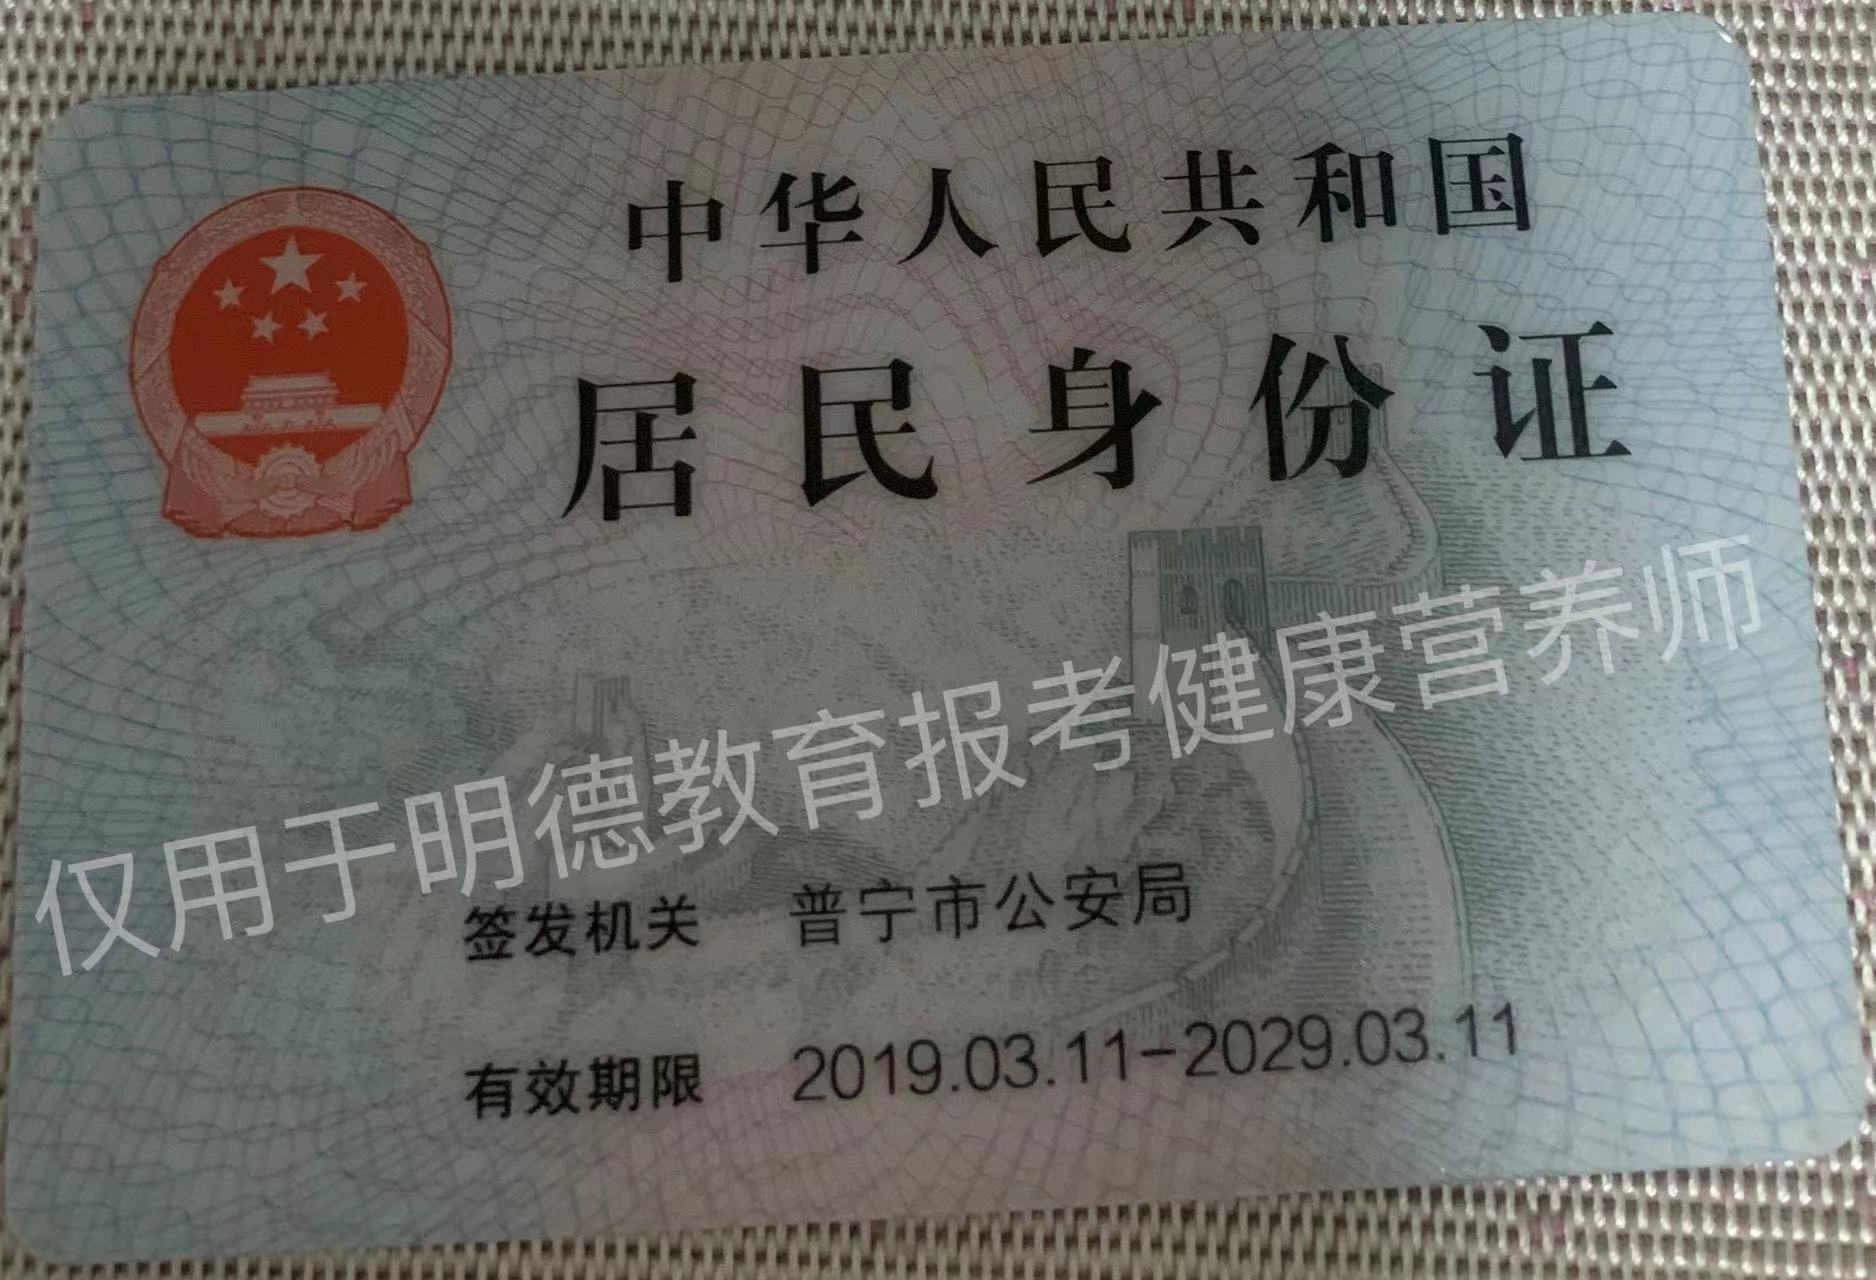 中华人民共和国
居民身份证
仅用于明德教育报考健康营养师
签发机关 普宁市公安局
有效期限 2019.03.11-2029.03.11